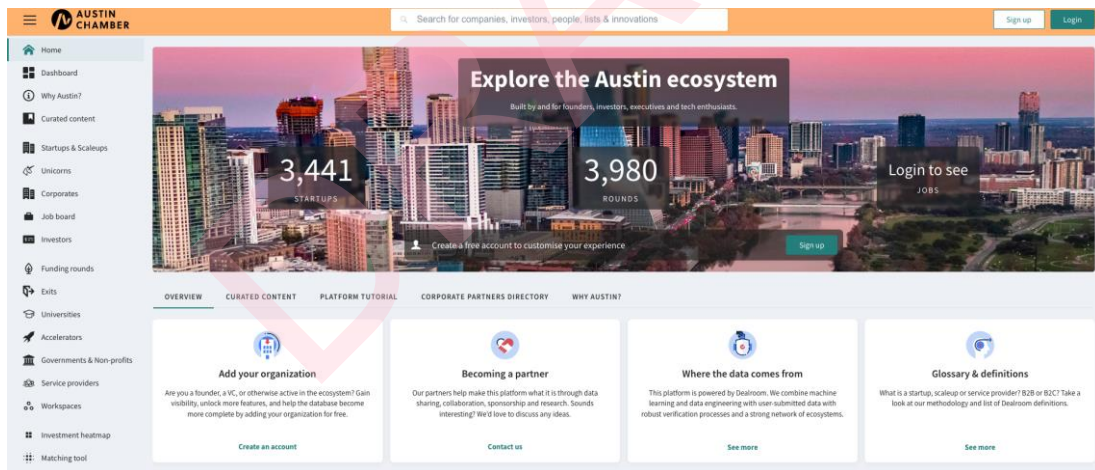 AUSTIN
CHAMBER
Search for companies, investors, people, lists & innovations
Sign up
Login
Home
Dashboard
Why Austin?
Curated content
Startups & Scaleups
Unicorns
Corporates
Job board
Investors
Funding rounds
Exits
Universities
Accelerators
Governments & Non-profits
Service providers
Workspaces
Investment heatmap
Matching tool
Explore the Austin ecosystem
Built by and for founders, investors, executives and tech enthusiasts.
3,441
STARTUPS
3,980
ROUNDS
Login to see
JOBS
Create a free account to customise your experience
Sign up
OVERVIEW
CURATED CONTENT
PLATFORM TUTORIAL
CORPORATE PARTNERS DIRECTORY
WHY AUSTIN?
Add your organization
Are you a founder, a VC, or otherwise active in the ecosystem? Gain
visibility, unlock more features, and help the database become
more complete by adding your organization for free.
Create an account
Becoming a partner
Our partners help make this platform what it is through data
sharing, collaboration, sponsorship and research. Sounds
interesting? We'd love to discuss any ideas.
Contact us
Where the data comes from
This platform is powered by Dealroom. We combine machine
learning and data engineering with user-submitted data with
robust verification processes and a strong network of ecosystems.
See more
Glossary & definitions
What is a startup, scaleup or service provider? B2B or B2C? Take a
look at our methodology and list of Dealroom definitions.
See more